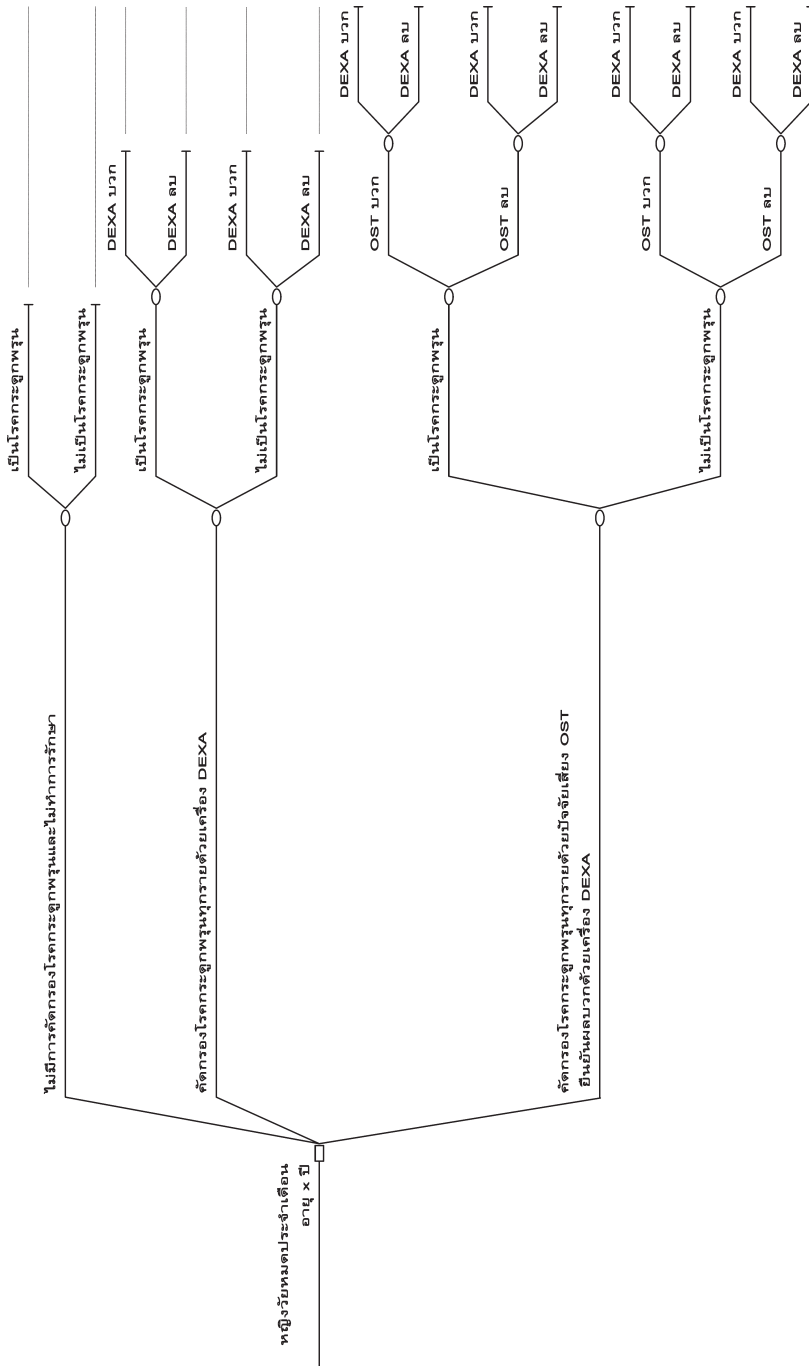 หญิงวัยหมดประจำเดือน
อายุ x ปี
ไม่มีการคัดกรองโรคกระดูกพรุนและไม่ทำการรักษา
เป็นโรคกระดูกพรุน
ไม่เป็นโรคกระดูกพรุน
คัดกรองโรคกระดูกพรุนทุกรายด้วยเครื่อง DEXA
เป็นโรคกระดูกพรุน
DEXA บวก
DEXA ลบ
ไม่เป็นโรคกระดูกพรุน
DEXA บวก
DEXA ลบ
คัดกรองโรคกระดูกพรุนทุกรายด้วยปัจจัยเสี่ยง OST
ยืนยันผลบวกด้วยเครื่อง DEXA
เป็นโรคกระดูกพรุน
OST บวก
DEXA บวก
DEXA ลบ
OST ลบ
DEXA บวก
DEXA ลบ
ไม่เป็นโรคกระดูกพรุน
OST บวก
DEXA บวก
DEXA ลบ
OST ลบ
DEXA บวก
DEXA ลบ